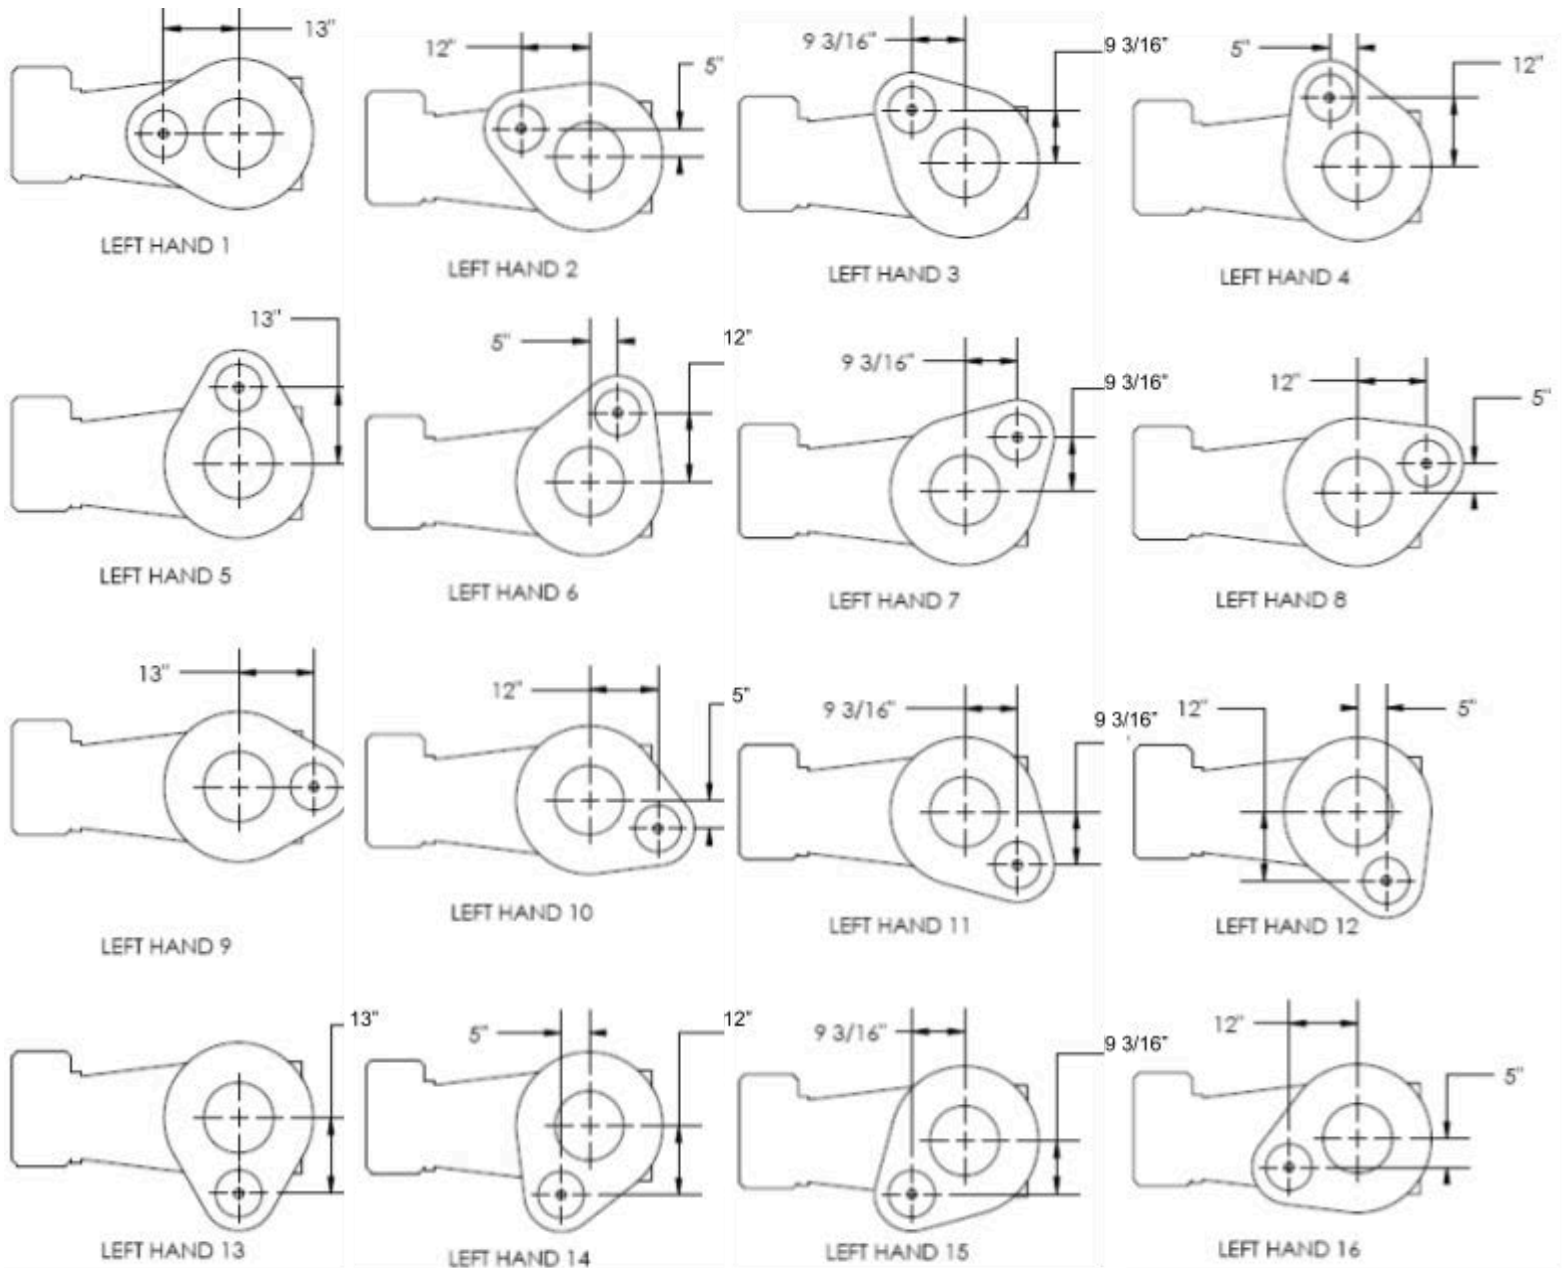 13"
12"
5"
9 3/16"
9 3/16"
5"
12"
LEFT HAND 1
LEFT HAND 2
LEFT HAND 3
LEFT HAND 4
13"
5"
12"
9 3/16"
9 3/16"
12"
5"
LEFT HAND 5
LEFT HAND 6
LEFT HAND 7
LEFT HAND 8
13"
12"
5"
9 3/16"
9 3/16"
12"
5"
LEFT HAND 9
LEFT HAND 10
LEFT HAND 11
LEFT HAND 12
13"
5"
12"
9 3/16"
9 3/16"
12"
5"
LEFT HAND 13
LEFT HAND 14
LEFT HAND 15
LEFT HAND 16